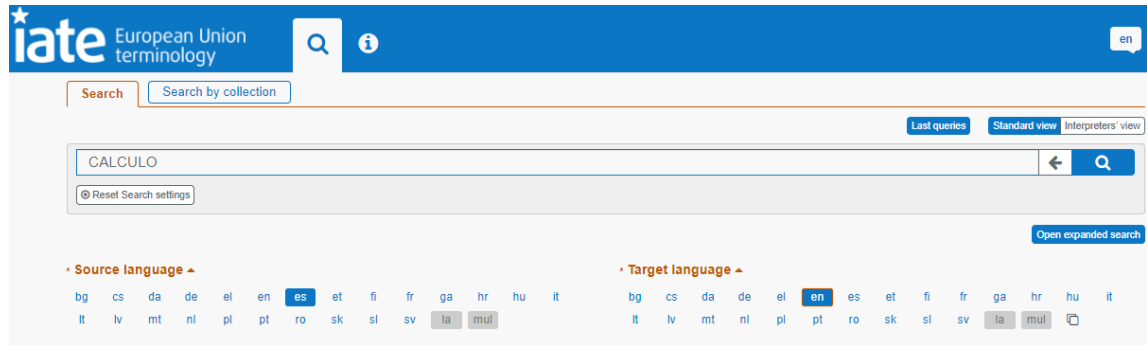 iate European Union terminology
en
Search Search by collection
Last queries Standard view Interpreters' view
CALCULO
Reset Search settings
Open expanded search
* Source language
bg cs da de el en es et fi fr ga hr hu it
lt lv mt nl pl pt ro sk sl sv la mul
* Target language
bg cs da de el en es et fi fr ga hr hu it
lt lv mt nl pl pt ro sk sl sv la mul